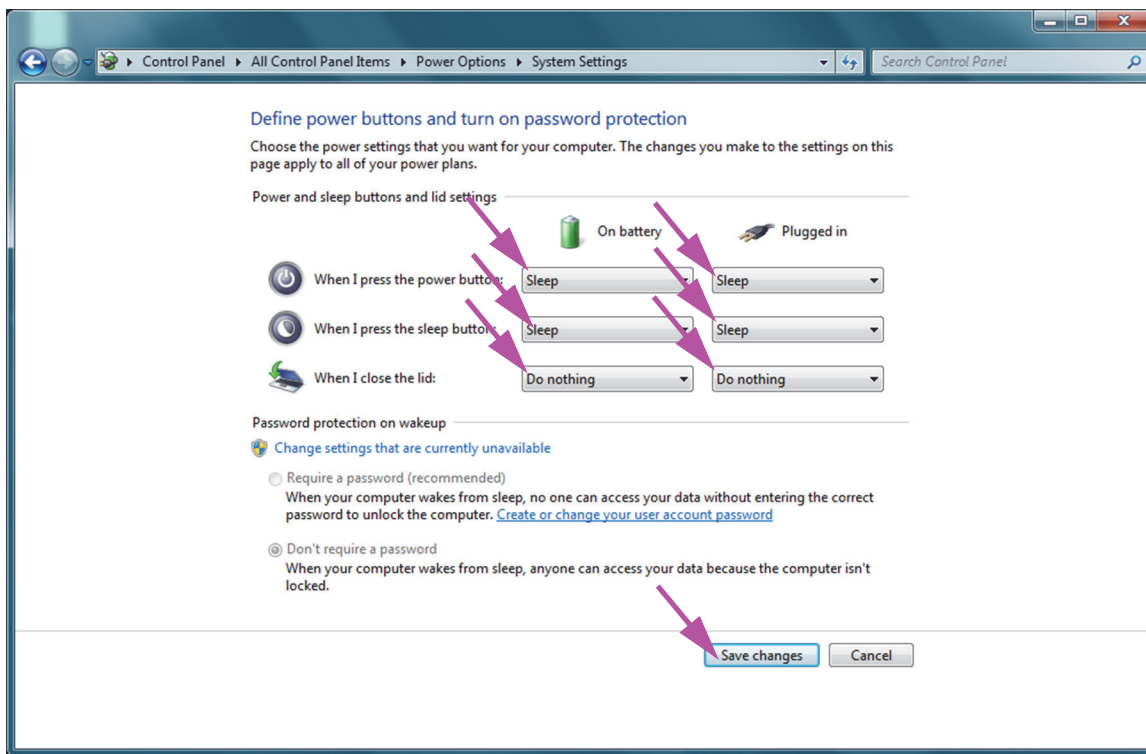 Control Panel ▸ All Control Panel Items ▸ Power Options ▸ System Settings
Search Control Panel
Define power buttons and turn on password protection
Choose the power settings that you want for your computer. The changes you make to the settings on this
page apply to all of your power plans.
Power and sleep buttons and lid settings
On battery Plugged in
When I press the power button: Sleep Sleep
When I press the sleep button: Sleep Sleep
When I close the lid: Do nothing Do nothing
Password protection on wakeup
Change settings that are currently unavailable
Require a password (recommended)
When your computer wakes from sleep, no one can access your data without entering the correct
password to unlock the computer. Create or change your user account password
Don't require a password
When your computer wakes from sleep, anyone can access your data because the computer isn't
locked.
Save changes Cancel